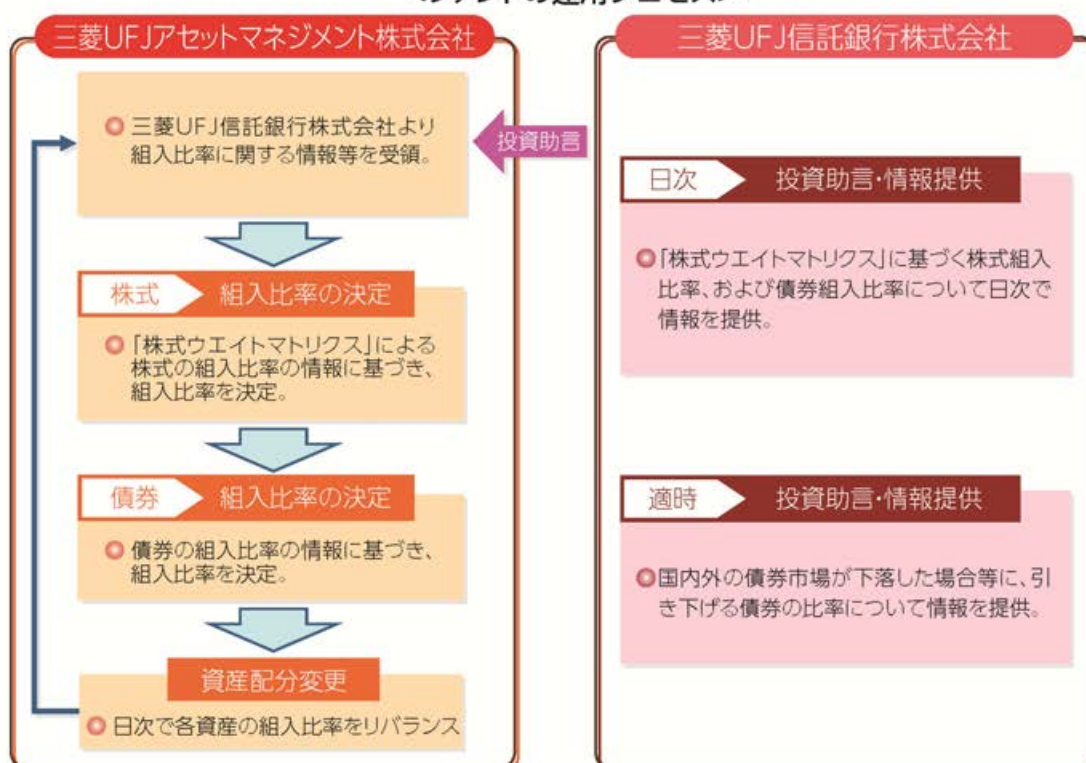 三菱UFJアセットマネジメント株式会社
◎ 三菱UFJ信託銀行株式会社より
組入比率に関する情報等を受領。
投資助言
株式 組入比率の決定
◎ 「株式ウエイトマトリクス」による
株式の組入比率の情報に基づき、
組入比率を決定。
債券 組入比率の決定
◎ 債券の組入比率の情報に基づき、
組入比率を決定。
資産配分変更
◎ 日次で各資産の組入比率をリバランス
三菱UFJ信託銀行株式会社
日次 投資助言・情報提供
◎「株式ウエイトマトリクス」に基づく株式組入
比率、および債券組入比率について日次で
情報を提供。
適時 投資助言・情報提供
◎国内外の債券市場が下落した場合等に、引
き下げる債券の比率について情報を提供。